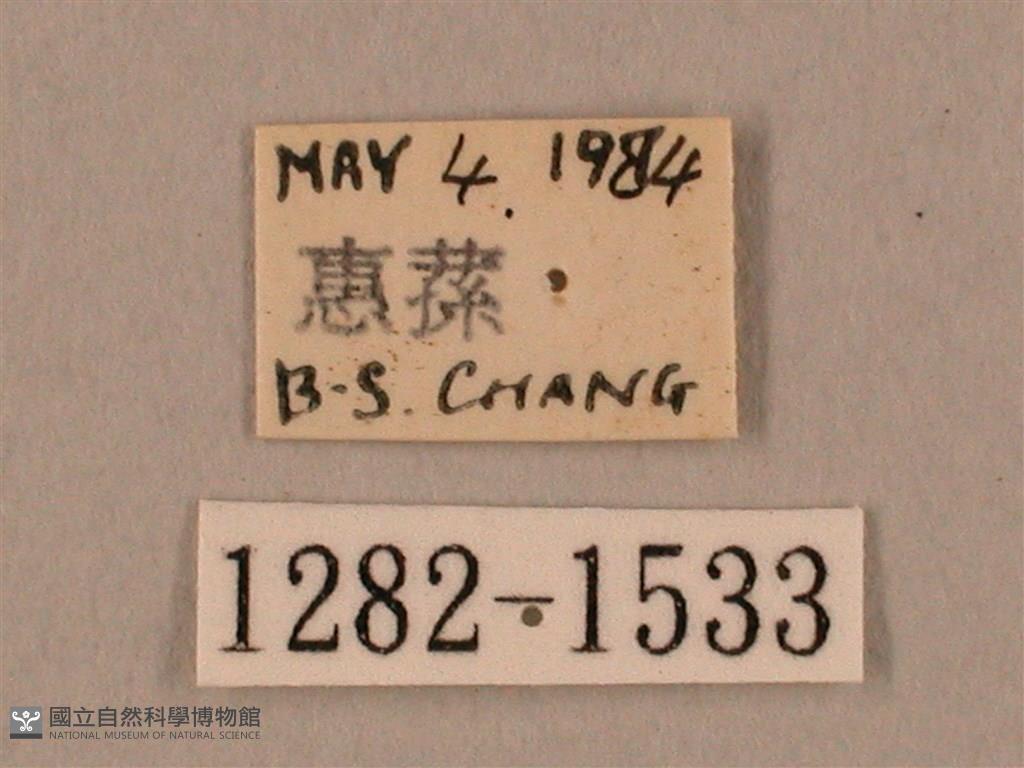 MAY 4. 1984
惠蓀
B-S. CHANG
1282-1533
國立自然科學博物館
NATIONAL MUSEUM OF NATURAL SCIENCE